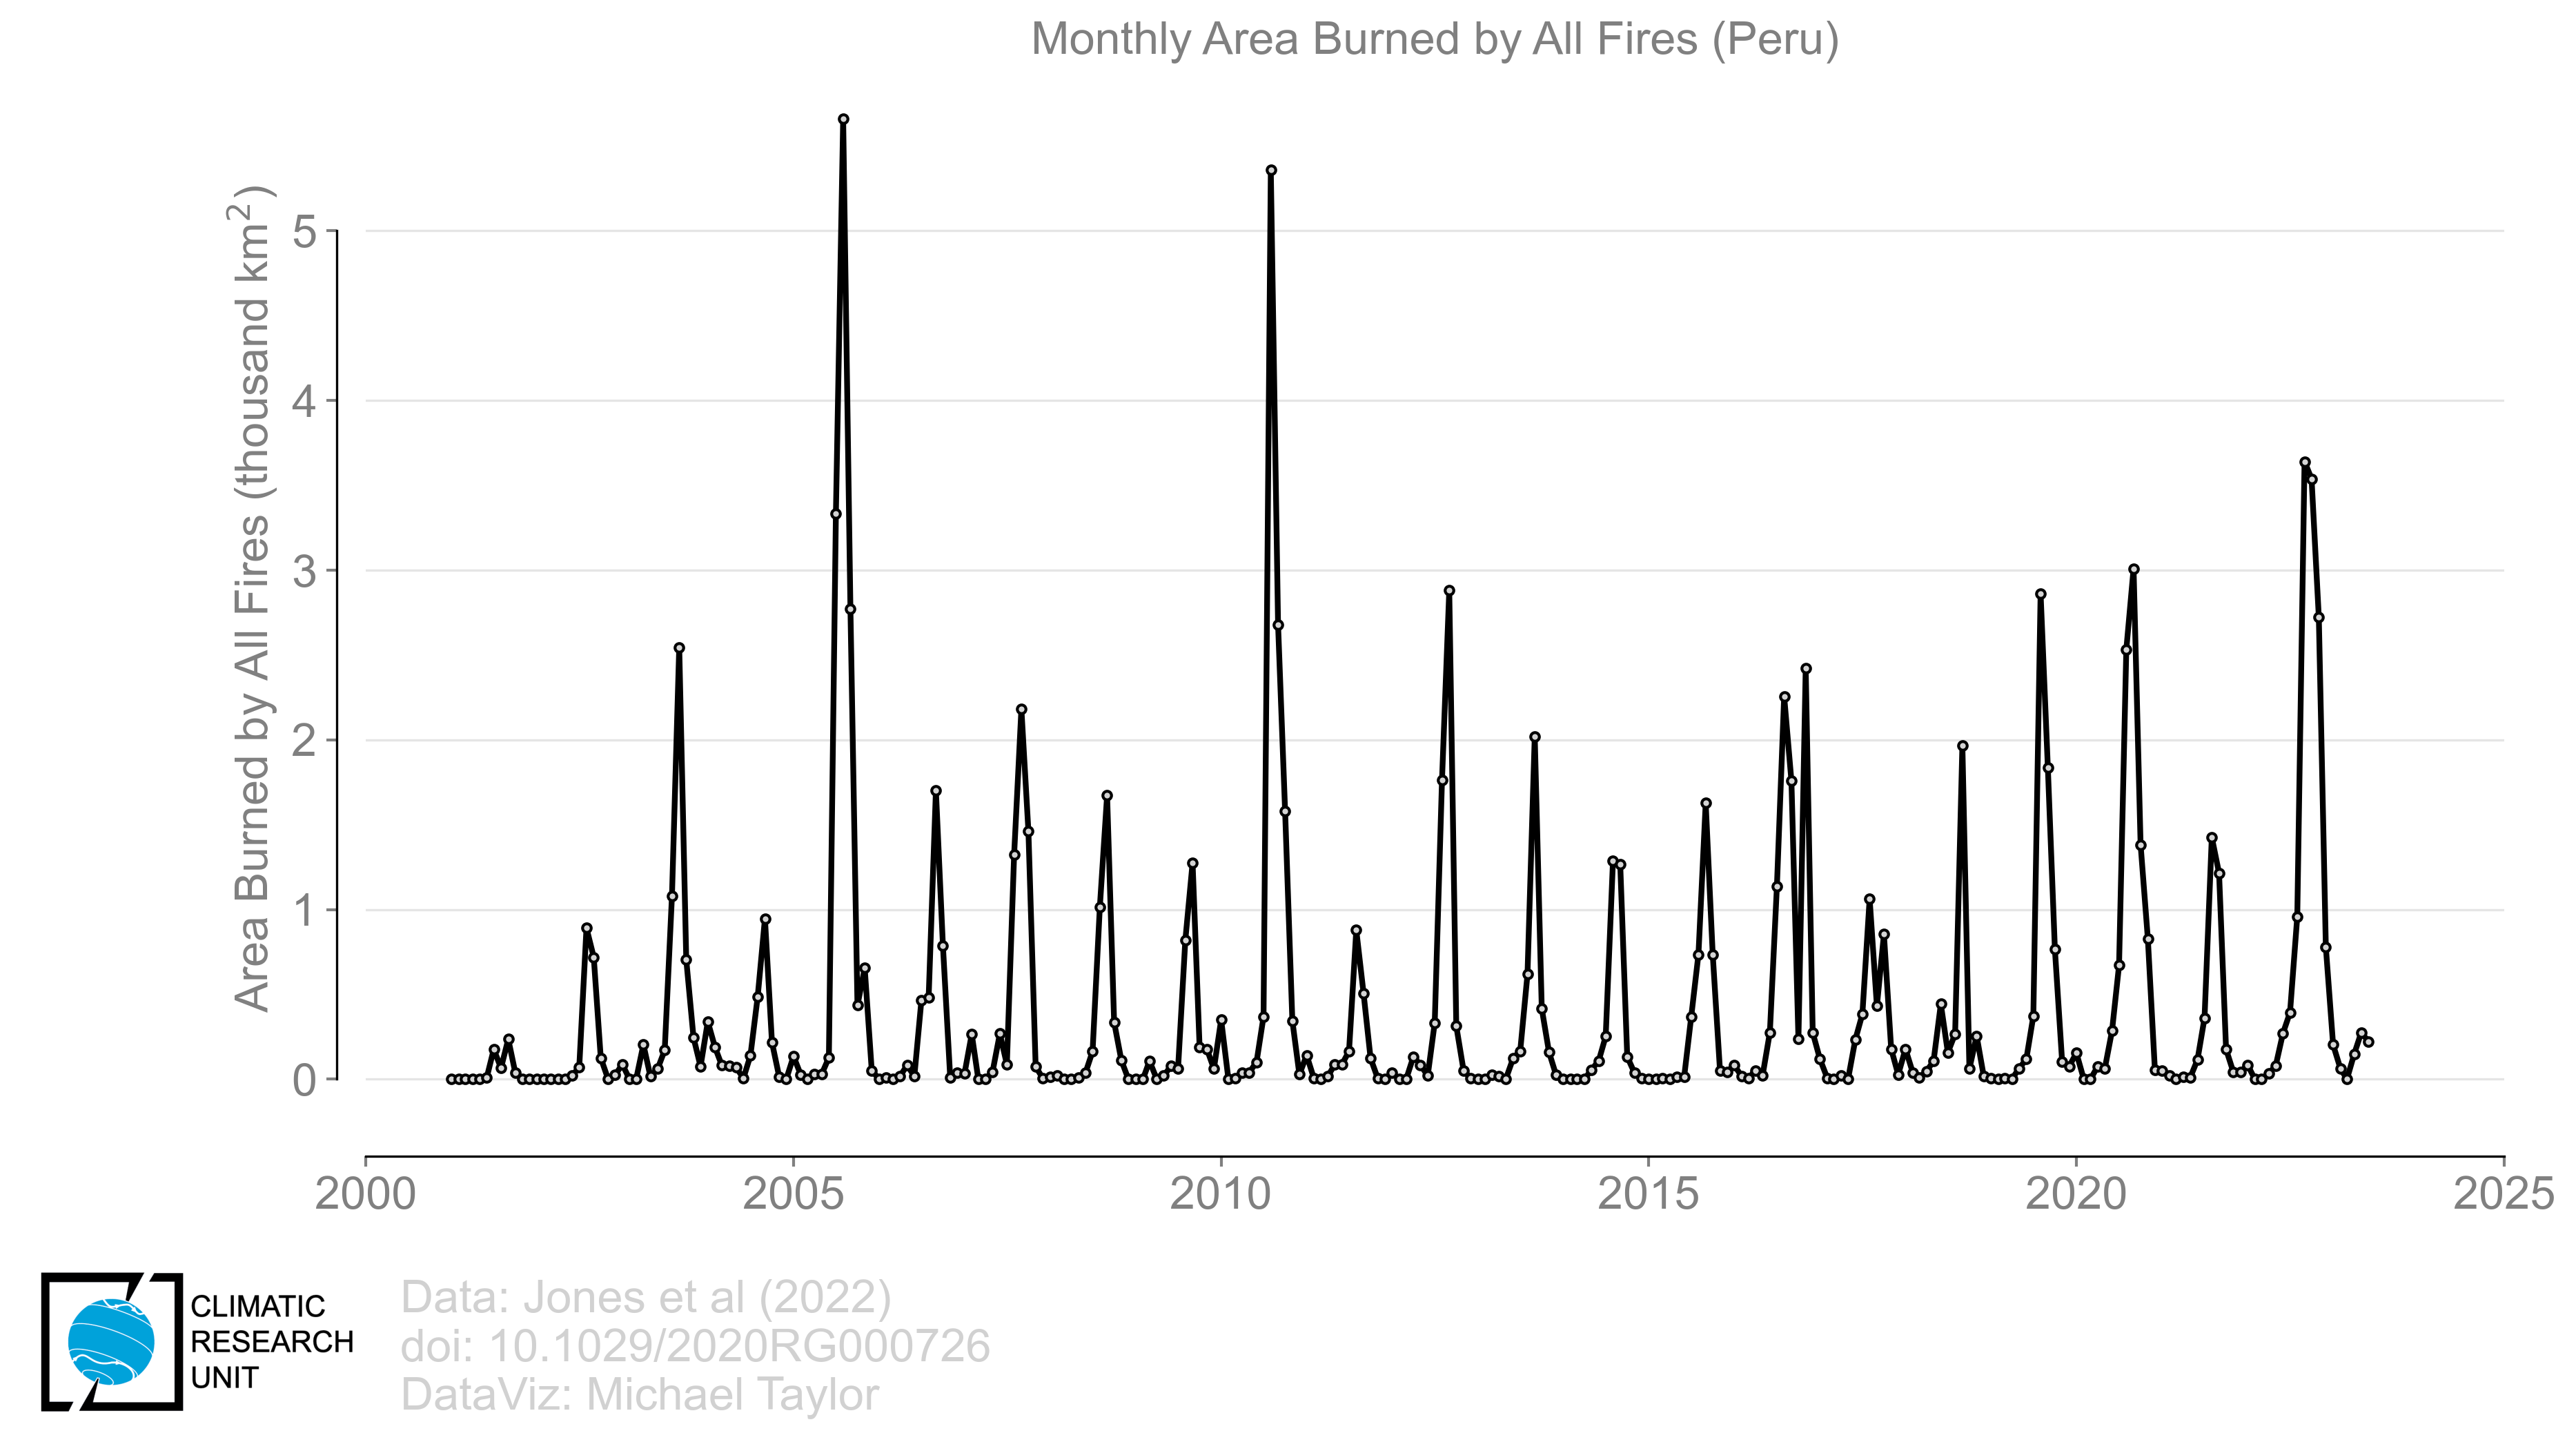 Monthly Area Burned by All Fires (Peru)
Area Burned by All Fires (thousand km²)
5
4
3
2
1
0
2000
2005
2010
2015
2020
2025
CLIMATIC
RESEARCH
UNIT
Data: Jones et al (2022)
doi: 10.1029/2020RG000726
DataViz: Michael Taylor